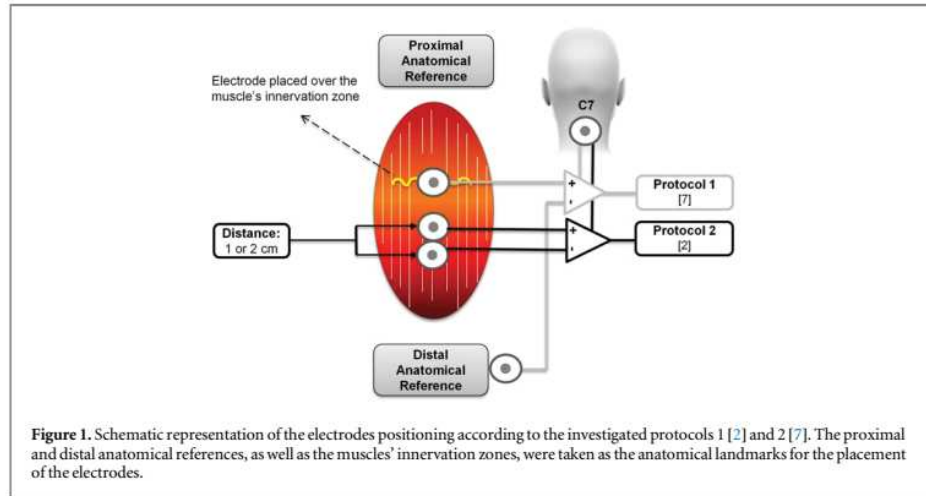 Proximal
Anatomical
Reference
Electrode placed over the
muscle's innervation zone
C7
+
-
Protocol 1
[7]
Distance:
1 or 2 cm
+
-
Protocol 2
[2]
Distal
Anatomical
Reference
Figure 1. Schematic representation of the electrodes positioning according to the investigated protocols 1 [2] and 2 [7]. The proximal
and distal anatomical references, as well as the muscles' innervation zones, were taken as the anatomical landmarks for the placement
of the electrodes.